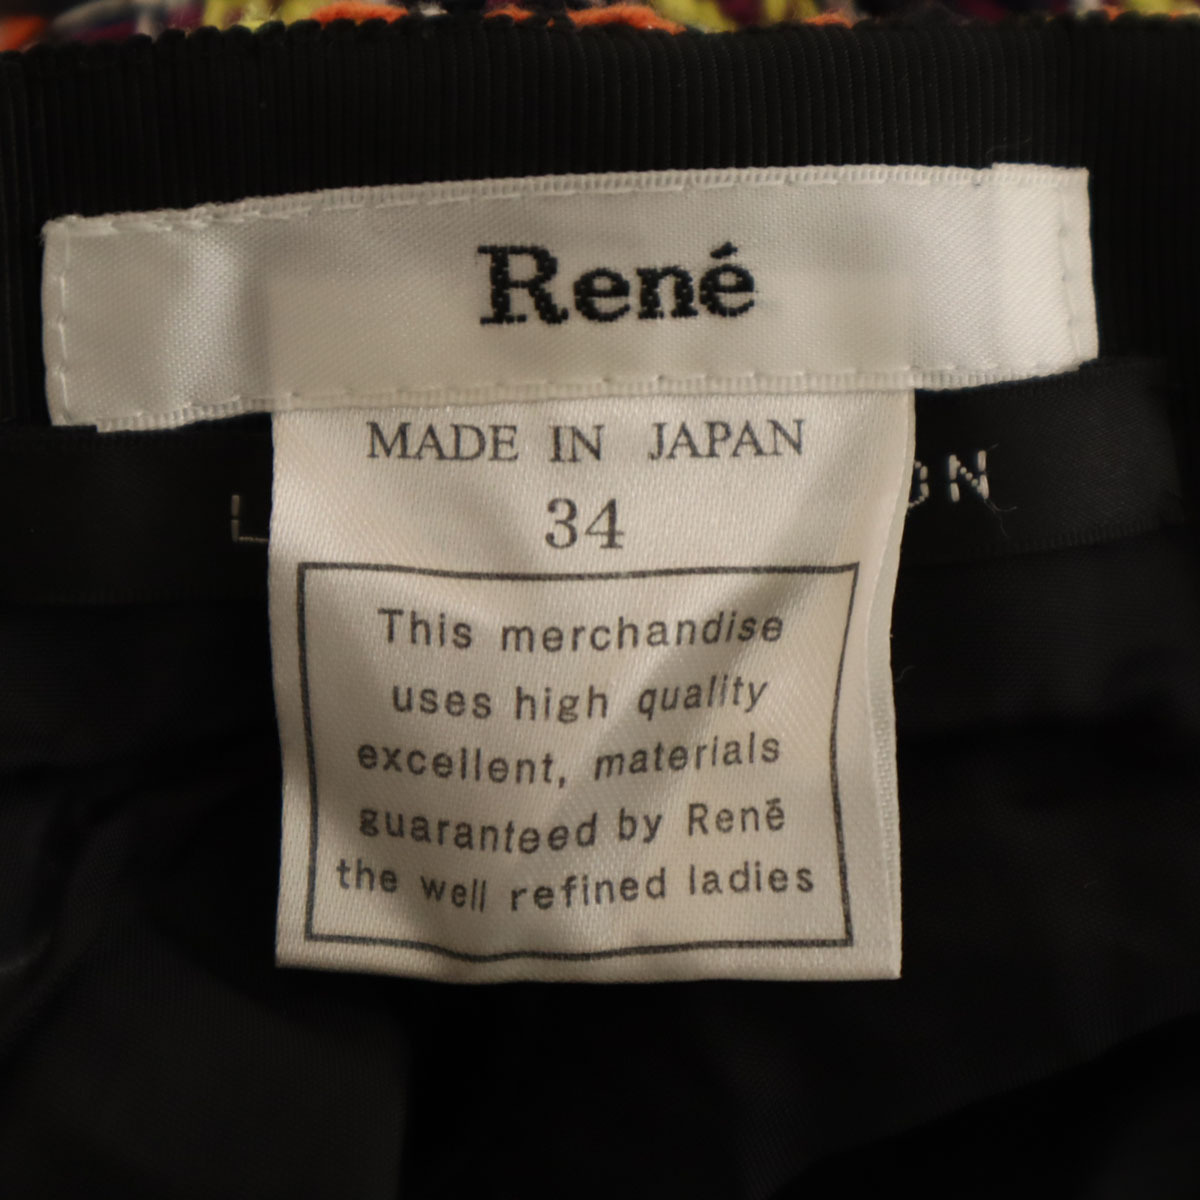 René
MADE IN JAPAN
34
This merchandise
uses high quality
excellent, materials
guaranteed by René
the well refined ladies